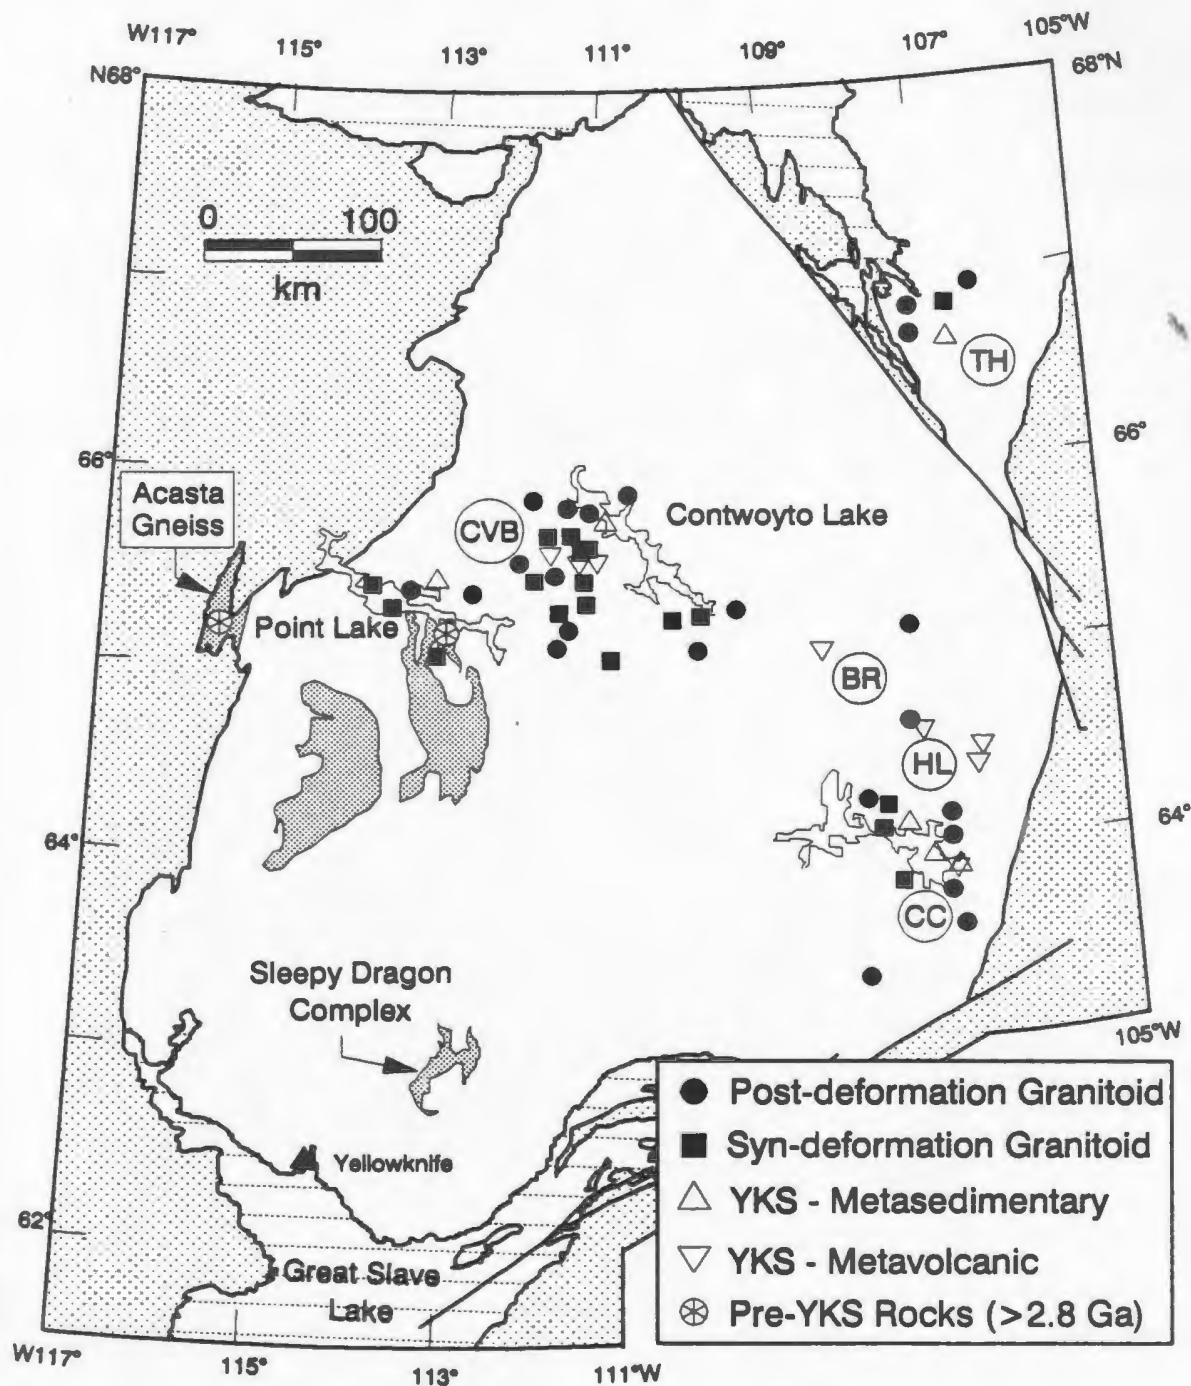 W117°
115°
113°
111°
109°
107°
105°W
N68°
68°N
0
100
km
TH
66°
66°
Acasta
Gneiss
CVB
Contwoyto Lake
Point Lake
BR
HL
64°
64°
CC
Sleepy Dragon
Complex
105°W
Post-deformation Granitoid
Syn-deformation Granitoid
Yellowknife
YKS - Metasedimentary
62°
YKS - Metavolcanic
Great Slave
Lake
Pre-YKS Rocks (>2.8 Ga)
W117°
115°
113°
111°W